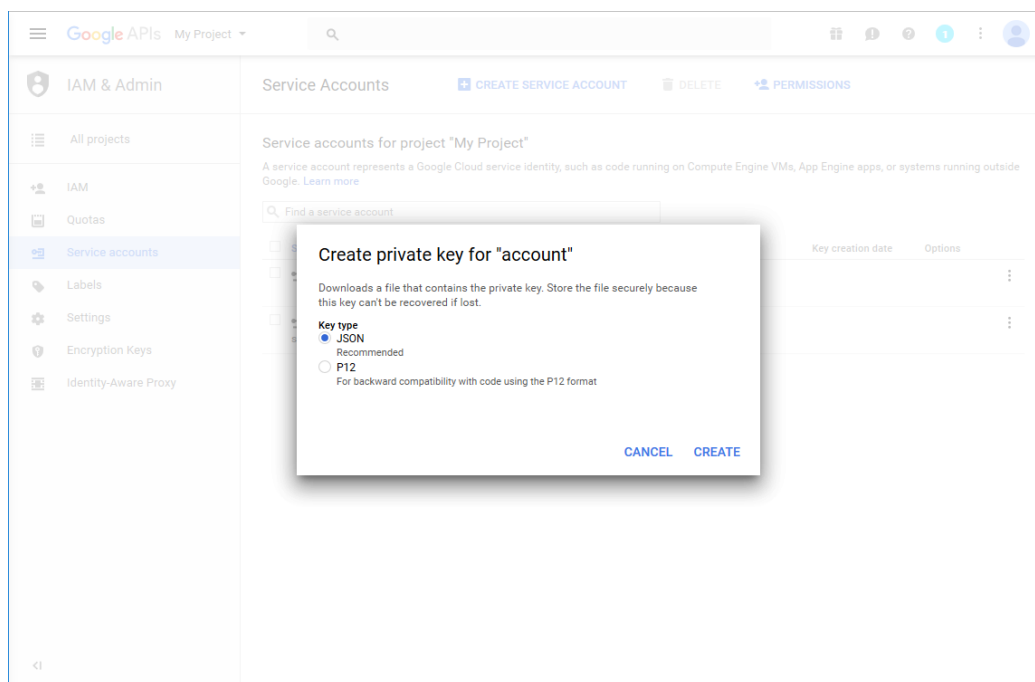 Google APIs My Project
1
IAM & Admin
Service Accounts CREATE SERVICE ACCOUNT DELETE PERMISSIONS
All projects
IAM
Quotas
Service accounts
Labels
Settings
Encryption Keys
Identity-Aware Proxy
Service accounts for project "My Project"
A service account represents a Google Cloud service identity, such as code running on Compute Engine VMs, App Engine apps, or systems running outside
Google. Learn more
Find a service account
Key creation date Options
Create private key for "account"
Downloads a file that contains the private key. Store the file securely because
this key can't be recovered if lost.
Key type
JSON
Recommended
P12
For backward compatibility with code using the P12 format
CANCEL CREATE